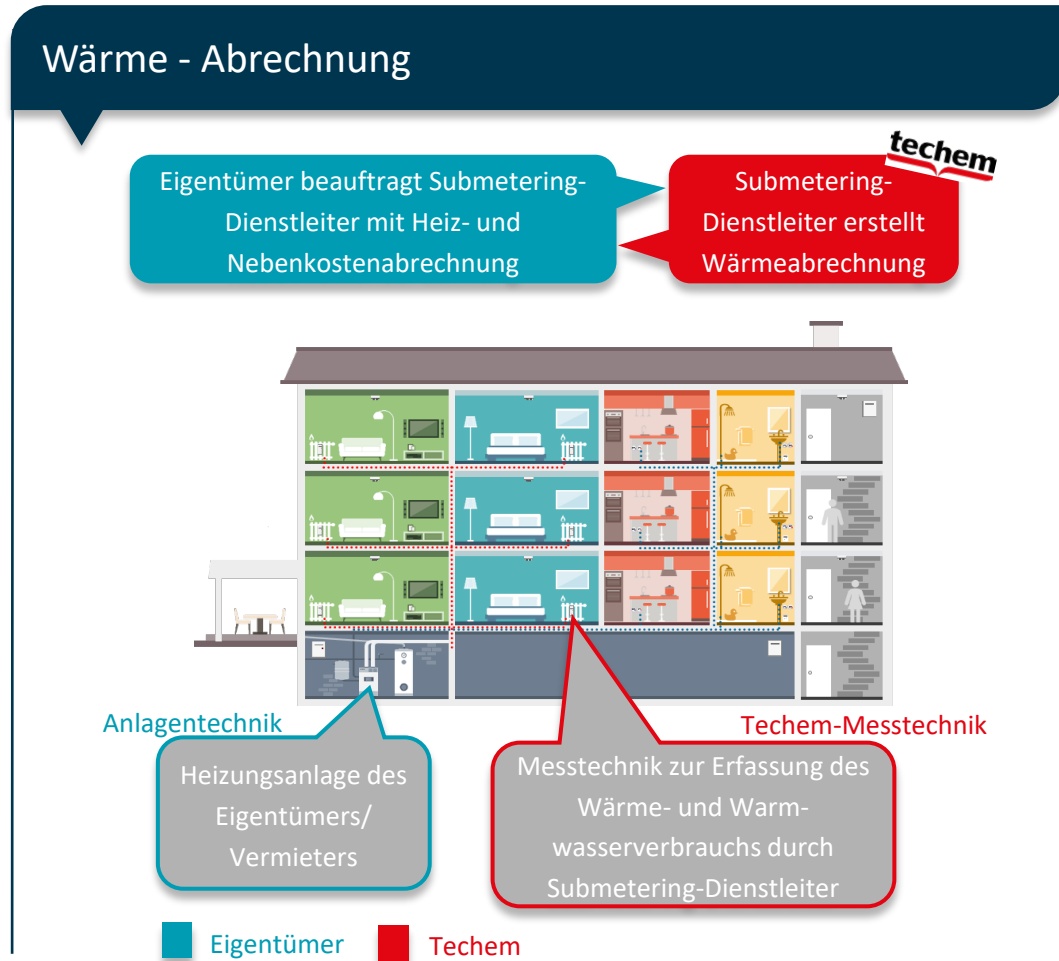 Wärme - Abrechnung
techem
Eigentümer beauftragt Submetering-
Dienstleiter mit Heiz- und
Nebenkostenabrechnung
Submetering-
Dienstleiter erstellt
Wärmeabrechnung
Anlagentechnik
Techem-Messtechnik
Heizungsanlage des
Eigentümers/
Vermieters
Messtechnik zur Erfassung des
Wärme- und Warm-
wasserverbrauchs durch
Submetering-Dienstleiter
Eigentümer
Techem